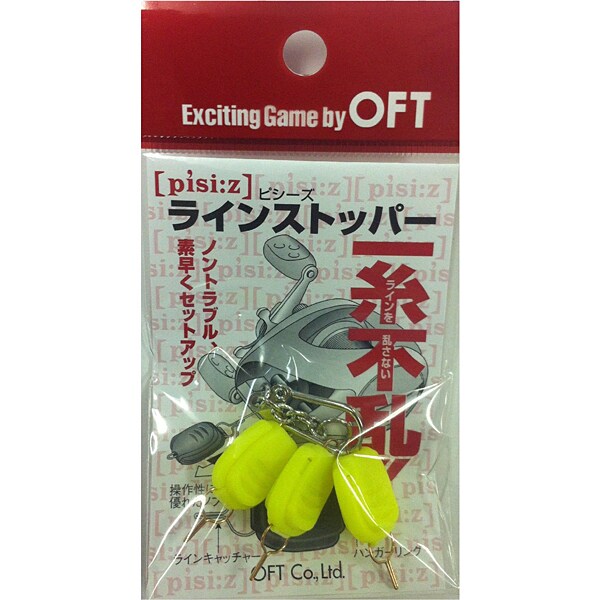 Exciting Game by OFT
[pisi:z]
ピシーズ
ラインストッパー
一糸不乱!
ラインを乱さない
ノントラブル、
素早くセットアップ
操作性に
優れ
ラインキャッチャー
ハンガーリング
OFT Co.,Ltd.